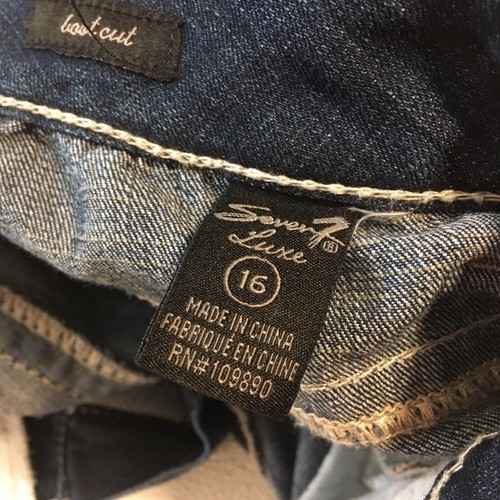 boot.cut
Seven7®
Luxe
16
MADE IN CHINA
FABRIQUÉ EN CHINE
RN#109890